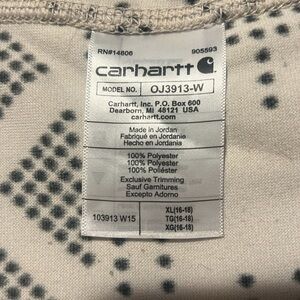 RN#14806 905593
carhartt
MODEL NO. OJ3913-W
Carhartt, Inc. P.O. Box 600
Dearborn, MI 48121 USA
carhartt.com
Made in Jordan
Fabriqué en Jordanie
Hecho en Jordania
100% Polyester
100% Polyester
100% Poliéster
Exclusive Trimming
Sauf Garnitures
Excepto Adorno
103913 W15
XL(16-18)
TG(16-18)
XG(16-18)